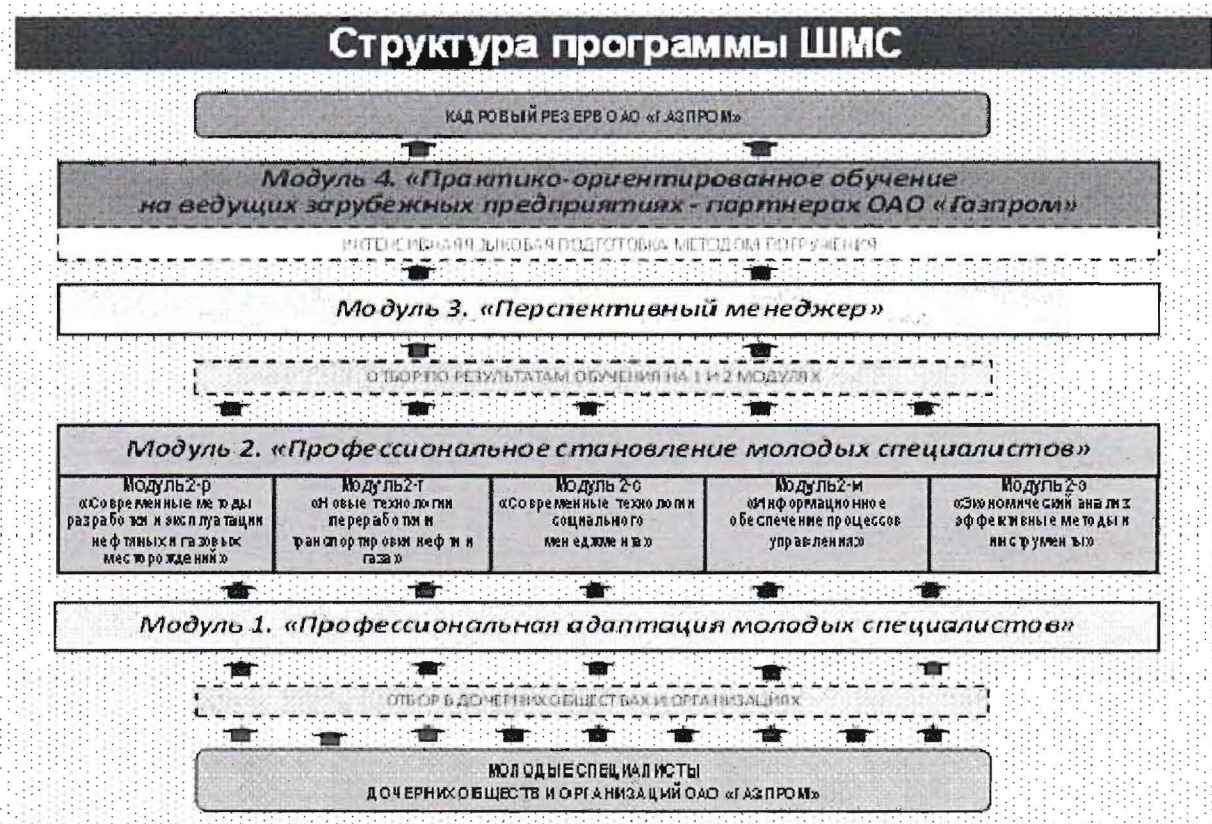 Структура программы ШМС
КАДРОВЫЙ РЕЗЕРВ ОАО «ГАЗПРОМ»
Модуль 4. «Практико-ориентированное обучение
на ведущих зарубежных предприятиях - партнерах ОАО «Газпром»
ИНТЕНСИВНАЯ ЯЗЫКОВАЯ ПОДГОТОВКА МЕТОДОМ ПОГРУЖЕНИЯ
Модуль 3. «Перспективный менеджер»
ОТБОР ПО РЕЗУЛЬТАТАМ ОБУЧЕНИЯ НА 1 И 2 МОДУЛЯХ
Модуль 2. «Профессиональное становление молодых специалистов»
Модуль2-р
«Современные методы
разработки и эксплуатации
нефтяных и газовых
месторождений»
Модуль2-т
«Новые технологии
переработки и
транспортировки нефти и
газа»
Модуль 2-с
«Современные технологии
социального
менеджмента»
Модуль2-и
«Информационное
обеспечение процессов
управления»
Модуль2-э
«Экономический анализ
эффективные методы и
инструменты»
Модуль 1. «Профессиональная адаптация молодых специалистов»
ОТБОР В ДОЧЕРНИХ ОБЩЕСТВАХ И ОРГАНИЗАЦИЯХ
МОЛОДЫЕ СПЕЦИАЛИСТЫ
ДОЧЕРНИХ ОБЩЕСТВ И ОРГАНИЗАЦИЙ ОАО «ГАЗПРОМ»